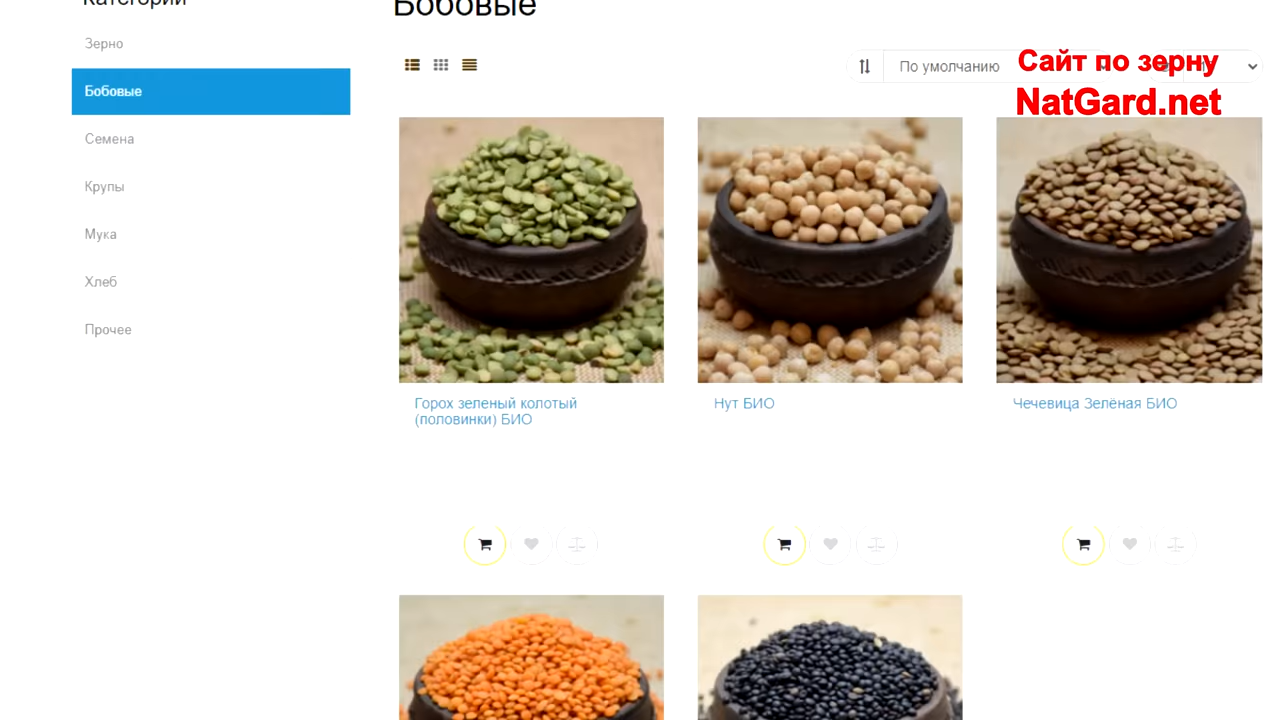 Категории
Бобовые
Зерно
Бобовые
Семена
Крупы
Мука
Хлеб
Прочее
По умолчанию
Сайт по зерну
NatGard.net
Горох зеленый колотый
(половинки) БИО
Нут БИО
Чечевица Зелёная БИО